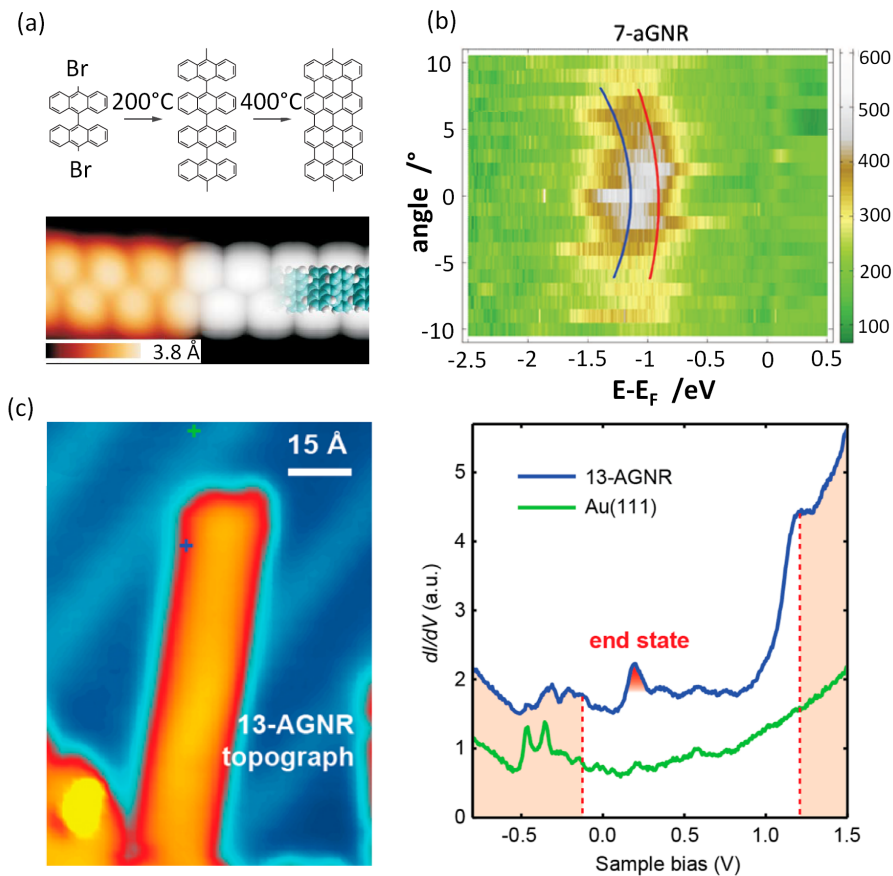 (a)
Br
200°C
400°C
Br
3.8 Å
(b)
7-aGNR
angle /°
10
5
0
-5
-10
-2.5 -2 -1.5 -1 -0.5 0 0.5
E-EF /eV
600
500
400
300
200
100
(c)
15 Å
13-AGNR
topograph
13-AGNR
Au(111)
end state
dI/dV (a.u.)
5
4
3
2
1
0
-0.5 0.0 0.5 1.0 1.5
Sample bias (V)